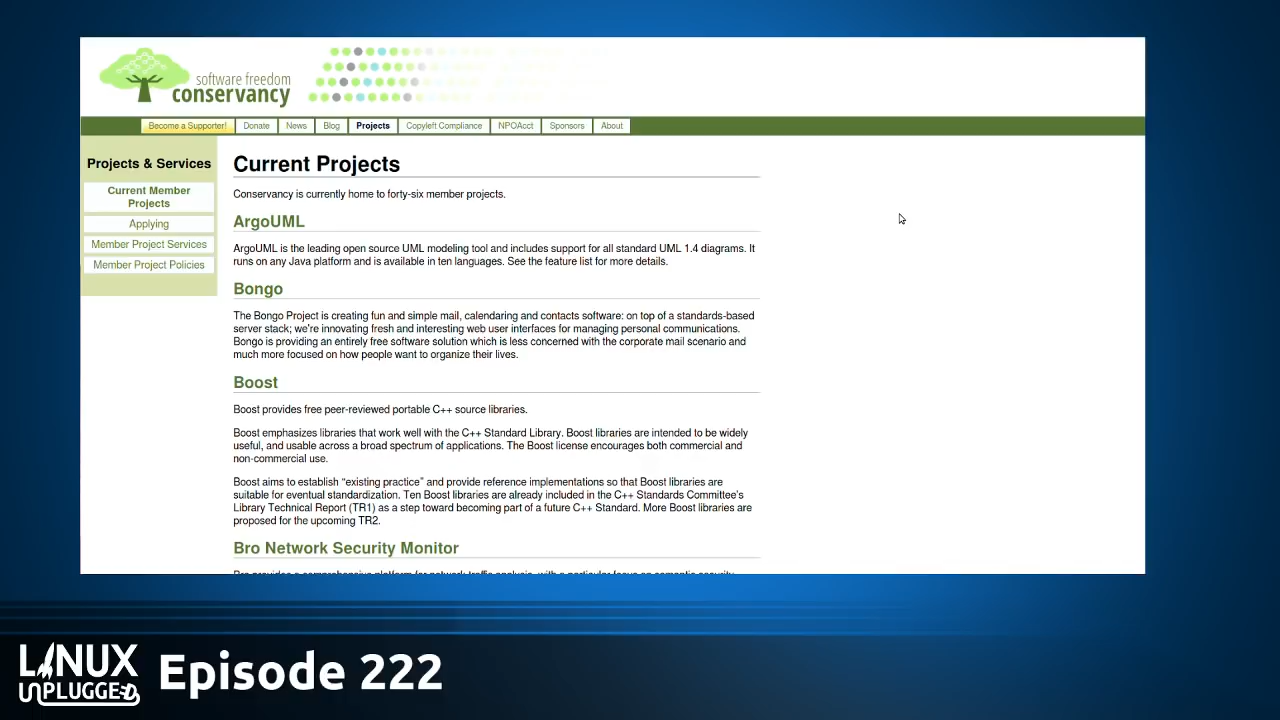 software freedom
conservancy
Become a Supporter! Donate News Blog Projects Copyleft Compliance NPOAcct Sponsors About
Projects & Services
Current Member
Projects
Applying
Member Project Services
Member Project Policies
Current Projects
Conservancy is currently home to forty-six member projects.
ArgoUML
ArgoUML is the leading open source UML modeling tool and includes support for all standard UML 1.4 diagrams. It
runs on any Java platform and is available in ten languages. See the feature list for more details.
Bongo
The Bongo Project is creating fun and simple mail, calendaring and contacts software: on top of a standards-based
server stack; we're innovating fresh and interesting web user interfaces for managing personal communications.
Bongo is providing an entirely free software solution which is less concerned with the corporate mail scenario and
much more focused on how people want to organize their lives.
Boost
Boost provides free peer-reviewed portable C++ source libraries.
Boost emphasizes libraries that work well with the C++ Standard Library. Boost libraries are intended to be widely
useful, and usable across a broad spectrum of applications. The Boost license encourages both commercial and
non-commercial use.
Boost aims to establish “existing practice” and provide reference implementations so that Boost libraries are
suitable for eventual standardization. Ten Boost libraries are already included in the C++ Standards Committee's
Library Technical Report (TR1) as a step toward becoming part of a future C++ Standard. More Boost libraries are
proposed for the upcoming TR2.
Bro Network Security Monitor
LINUX
UNPLUGGED
Episode 222